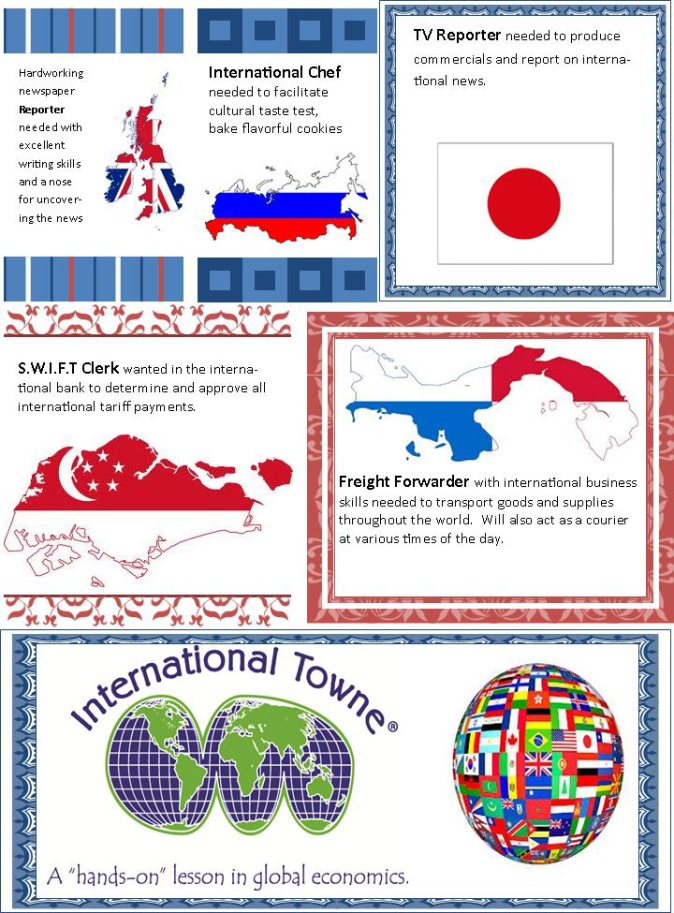 Hardworking
newspaper
Reporter
needed with
excellent
writing skills
and a nose
for uncover-
ing the news
International Chef
needed to facilitate
cultural taste test,
bake flavorful cookies
TV Reporter needed to produce
commercials and report on interna-
tional news.
S.W.I.F.T Clerk wanted in the interna-
tional bank to determine and approve all
international tariff payments.
Freight Forwarder with international business
skills needed to transport goods and supplies
throughout the world.  Will also act as a courier
at various times of the day.
International Towne®
A "hands-on" lesson in global economics.